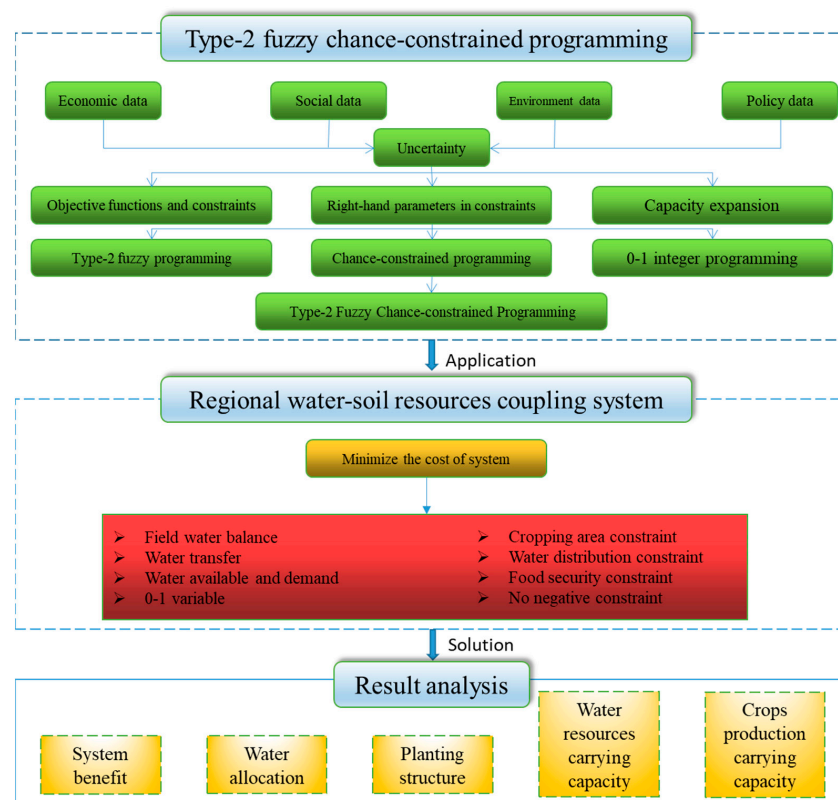 Type-2 fuzzy chance-constrained programming
Economic data
Social data
Environment data
Policy data
Uncertainty
Objective functions and constraints
Right-hand parameters in constraints
Capacity expansion
Type-2 fuzzy programming
Chance-constrained programming
0-1 integer programming
Type-2 Fuzzy Chance-constrained Programming
Application
Regional water-soil resources coupling system
Minimize the cost of system
➢ Field water balance
➢ Water transfer
➢ Water available and demand
➢ 0-1 variable
➢ Cropping area constraint
➢ Water distribution constraint
➢ Food security constraint
➢ No negative constraint
Solution
Result analysis
System
benefit
Water
allocation
Planting
structure
Water
resources
carrying
capacity
Crops
production
carrying
capacity